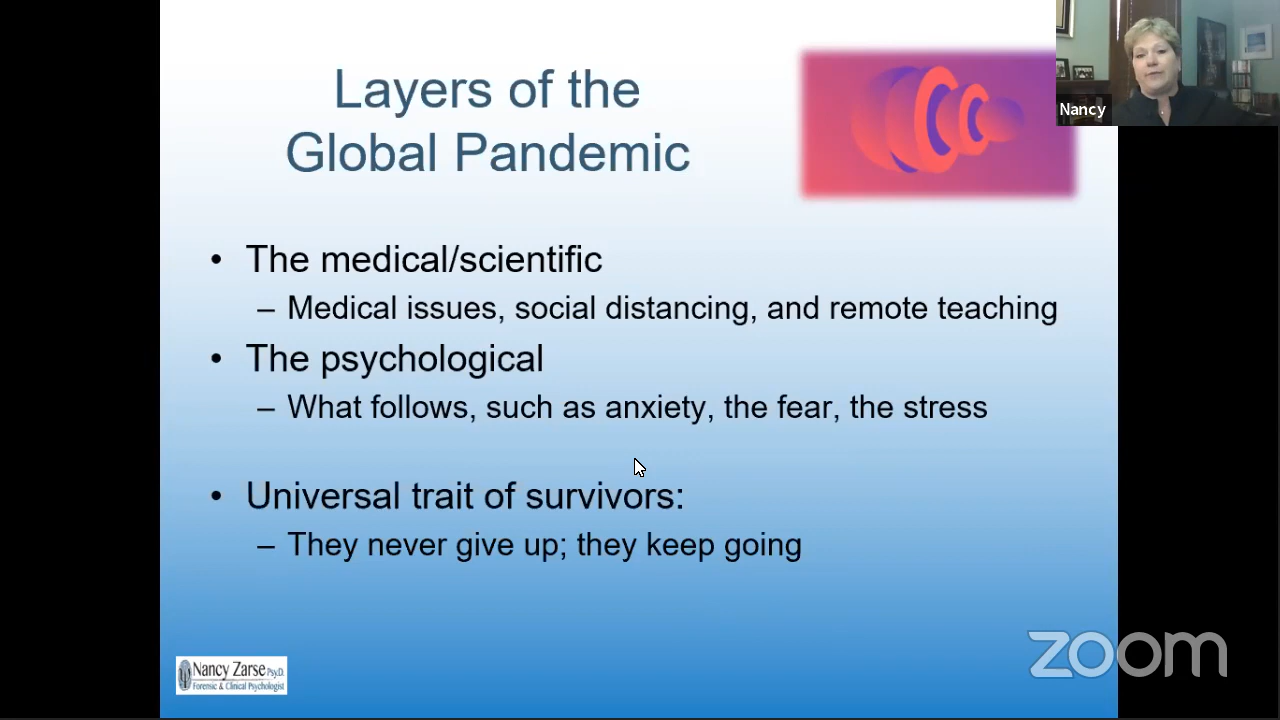 Layers of the
Global Pandemic
Nancy
• The medical/scientific
– Medical issues, social distancing, and remote teaching
• The psychological
– What follows, such as anxiety, the fear, the stress
• Universal trait of survivors:
– They never give up; they keep going
Nancy Zarse Psy.D.
Forensic & Clinical Psychologist
zoom